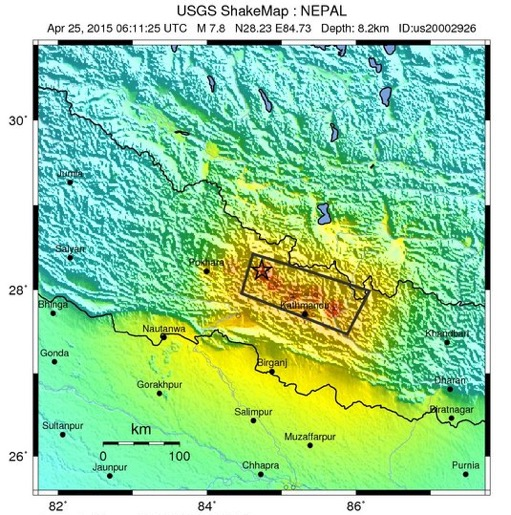 USGS ShakeMap : NEPAL
Apr 25, 2015 06:11:25 UTC M 7.8 N28.23 E84.73 Depth: 8.2km ID:us20002926
30°
Jumla
Salyan
Pokhara
28°
Kathmandu
Bhinga
Nautanwa
Khandbari
Gonda
Birganj
Dharan
Gorakhpur
Salimpur
Biratnagar
Sultanpur
km
Muzaffarpur
0 100
26°
Jaunpur
Chhapra
Purnia
82°
84°
86°